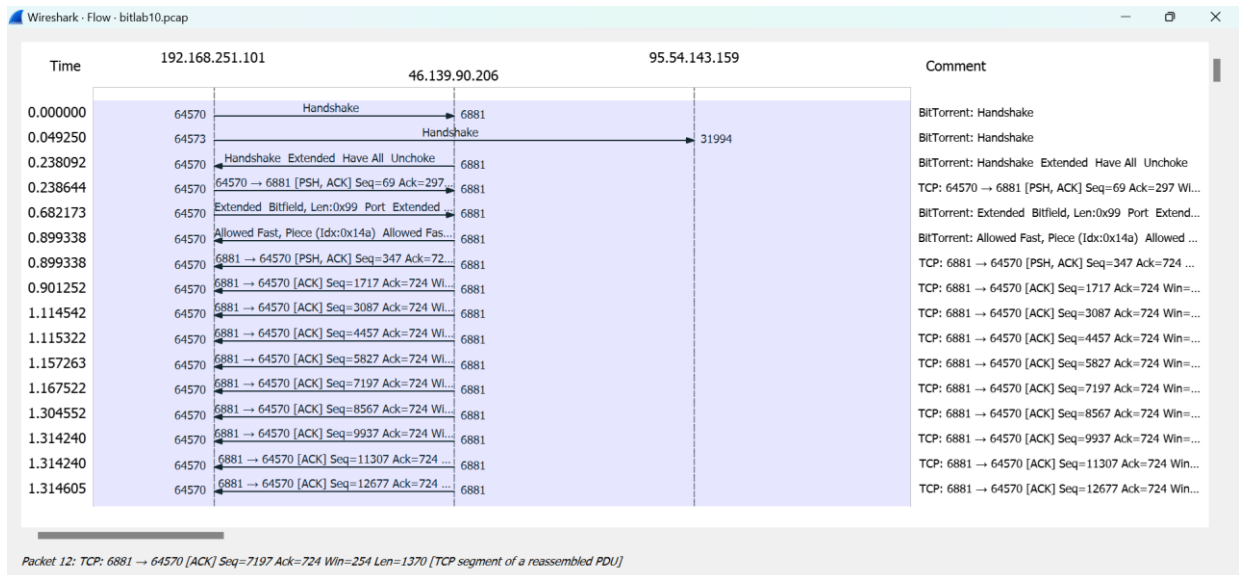 Wireshark · Flow · bitlab10.pcap
Time 192.168.251.101 46.139.90.206 95.54.143.159 Comment
0.000000 64570 Handshake 6881 BitTorrent: Handshake
0.049250 64573 Handshake 31994 BitTorrent: Handshake
0.238092 64570 Handshake Extended Have All Unchoke 6881 BitTorrent: Handshake Extended Have All Unchoke
0.238644 64570 64570 → 6881 [PSH, ACK] Seq=69 Ack=297... 6881 TCP: 64570 → 6881 [PSH, ACK] Seq=69 Ack=297 Wi...
0.682173 64570 Extended Bitfield, Len:0x99 Port Extended ... 6881 BitTorrent: Extended Bitfield, Len:0x99 Port Extend...
0.899338 64570 Allowed Fast, Piece (Idx:0x14a) Allowed Fas... 6881 BitTorrent: Allowed Fast, Piece (Idx:0x14a) Allowed ...
0.899338 64570 6881 → 64570 [PSH, ACK] Seq=347 Ack=72... 6881 TCP: 6881 → 64570 [PSH, ACK] Seq=347 Ack=724 ...
0.901252 64570 6881 → 64570 [ACK] Seq=1717 Ack=724 Wi... 6881 TCP: 6881 → 64570 [ACK] Seq=1717 Ack=724 Win=...
1.114542 64570 6881 → 64570 [ACK] Seq=3087 Ack=724 Wi... 6881 TCP: 6881 → 64570 [ACK] Seq=3087 Ack=724 Win=...
1.115322 64570 6881 → 64570 [ACK] Seq=4457 Ack=724 Wi... 6881 TCP: 6881 → 64570 [ACK] Seq=4457 Ack=724 Win=...
1.157263 64570 6881 → 64570 [ACK] Seq=5827 Ack=724 Wi... 6881 TCP: 6881 → 64570 [ACK] Seq=5827 Ack=724 Win=...
1.167522 64570 6881 → 64570 [ACK] Seq=7197 Ack=724 Wi... 6881 TCP: 6881 → 64570 [ACK] Seq=7197 Ack=724 Win=...
1.304552 64570 6881 → 64570 [ACK] Seq=8567 Ack=724 Wi... 6881 TCP: 6881 → 64570 [ACK] Seq=8567 Ack=724 Win=...
1.314240 64570 6881 → 64570 [ACK] Seq=9937 Ack=724 Wi... 6881 TCP: 6881 → 64570 [ACK] Seq=9937 Ack=724 Win=...
1.314240 64570 6881 → 64570 [ACK] Seq=11307 Ack=724 ... 6881 TCP: 6881 → 64570 [ACK] Seq=11307 Ack=724 Win...
1.314605 64570 6881 → 64570 [ACK] Seq=12677 Ack=724 ... 6881 TCP: 6881 → 64570 [ACK] Seq=12677 Ack=724 Win...
Packet 12: TCP: 6881 → 64570 [ACK] Seq=7197 Ack=724 Win=254 Len=1370 [TCP segment of a reassembled PDU]